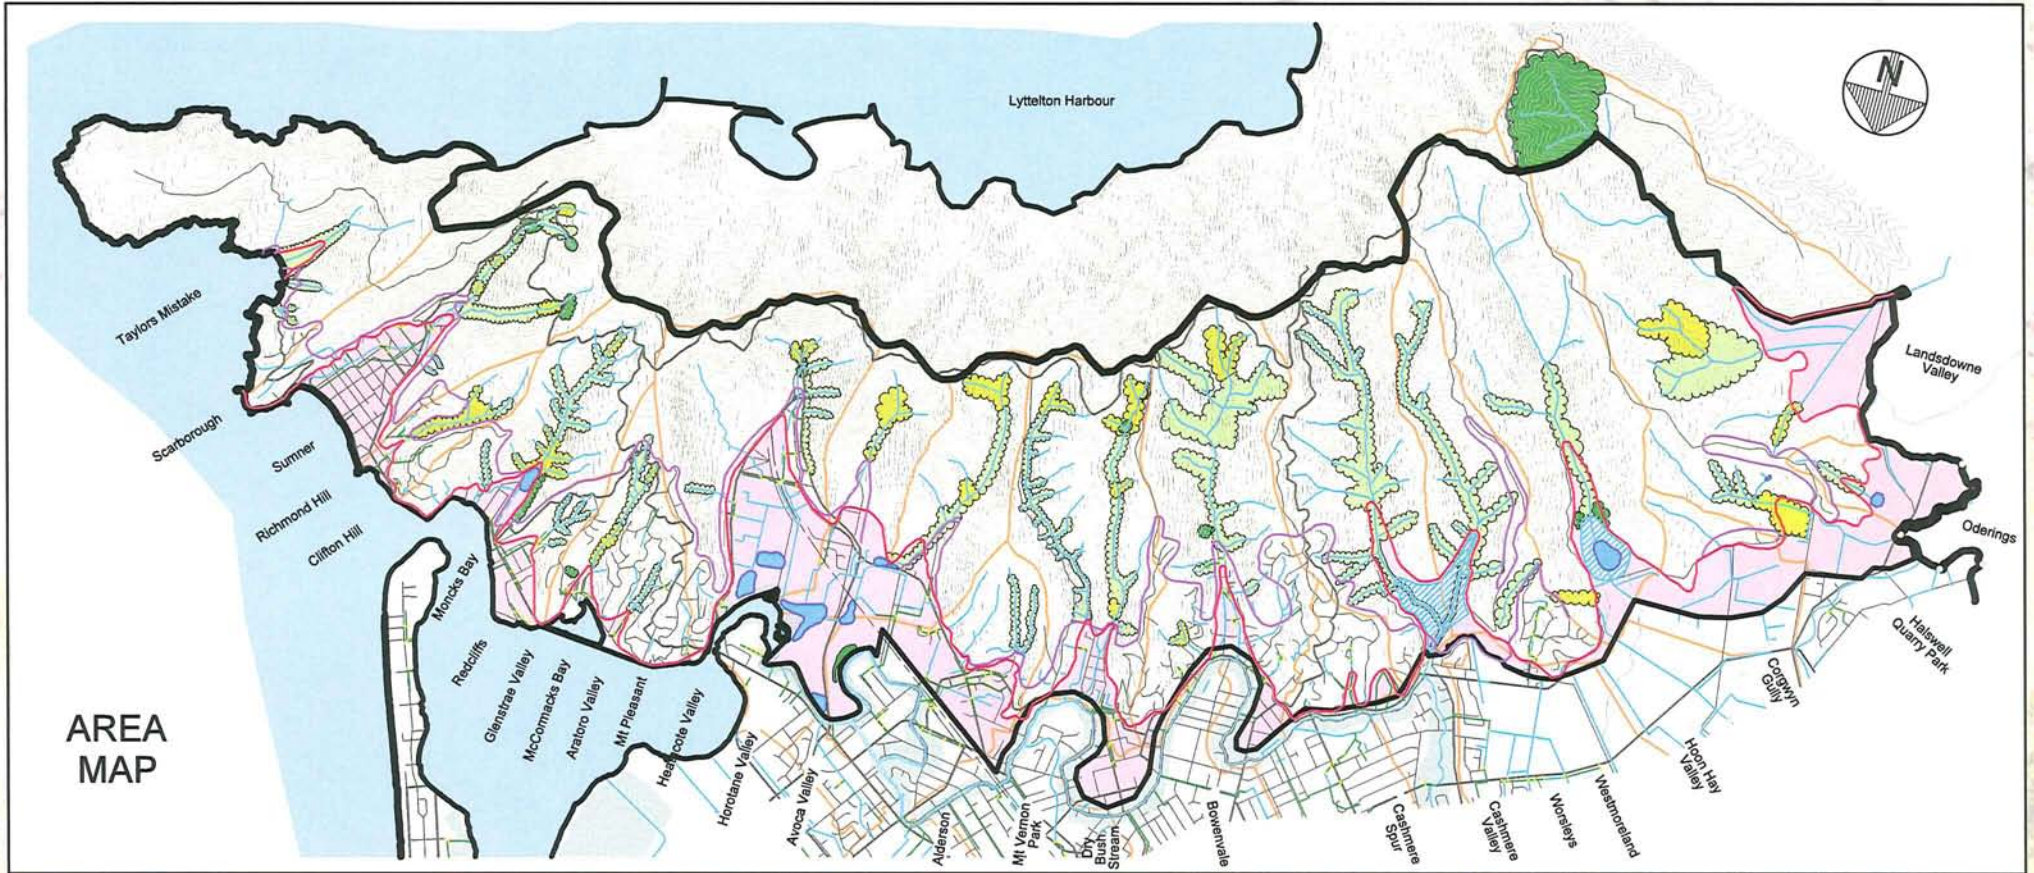 N
Lyttelton Harbour
Taylors Mistake
Scarborough
Sumner
Richmond Hill
Clifton Hill
Moncks Bay
Redcliffs
Glenstrae Valley
McCormacks Bay
Aratoro Valley
Mt Pleasant
Heathcote Valley
Horotane Valley
Avoca Valley
Alderson
Mt Vernon
Park
Dry
Bush
Stream
Bowenvale
Cashmere
Spur
Cashmere
Valley
Worsleys
Westmoreland
Hoon Hay
Valley
Corgwyn
Gully
Halswell
Quarry Park
Oderings
Landsdowne
Valley
AREA
MAP